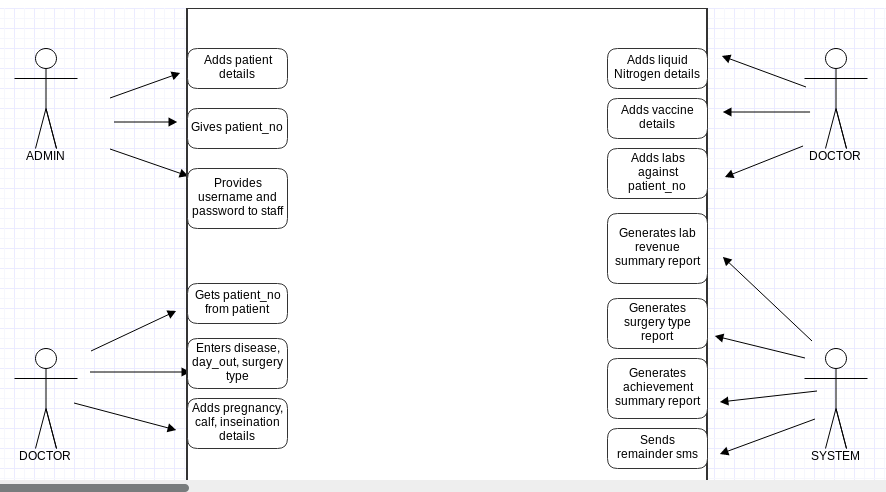 Adds patient
details
Gives patient_no
Provides
username and
password to staff
ADMIN
Gets patient_no
from patient
Enters disease,
day_out, surgery
type
Adds pregnancy,
calf, inseination
details
DOCTOR
Adds liquid
Nitrogen details
Adds vaccine
details
Adds labs
against
patient_no
DOCTOR
Generates lab
revenue
summary report
Generates
surgery type
report
Generates
achievement
summary report
Sends
remainder sms
SYSTEM